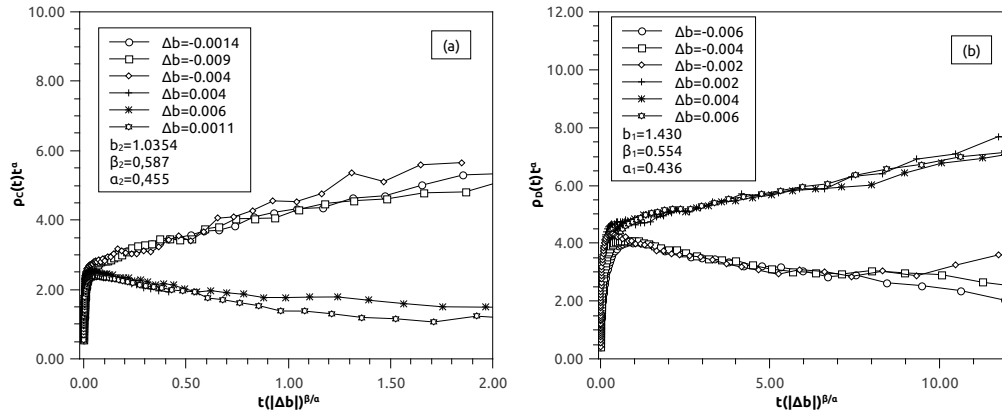 10.00
8.00
6.00
4.00
2.00
0.00
ρC(t)tᵅ
Δb=-0.0014
Δb=-0.009
Δb=-0.004
Δb=0.004
Δb=0.006
Δb=0.0011
b₂=1.0354
β₂=0,587
α₂=0,455
(a)
0.00 0.50 1.00 1.50 2.00
t(|Δb|)^β/α
12.00
10.00
8.00
6.00
4.00
2.00
0.00
ρD(t)tᵅ
Δb=-0.006
Δb=-0.004
Δb=-0.002
Δb=0.002
Δb=0.004
Δb=0.006
b₁=1.430
β₁=0.554
α₁=0.436
(b)
0.00 5.00 10.00
t(|Δb|)^β/α